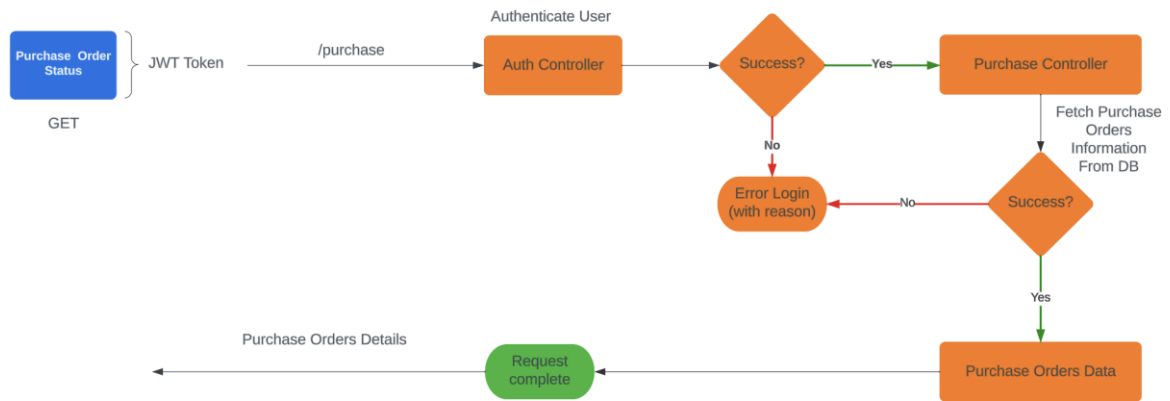 Purchase Order
Status
GET
JWT Token
/purchase
Authenticate User
Auth Controller
Success?
Yes
Purchase Controller
No
Fetch Purchase
Orders
Information
From DB
Error Login
(with reason)
No
Success?
Yes
Purchase Orders Details
Request
complete
Purchase Orders Data